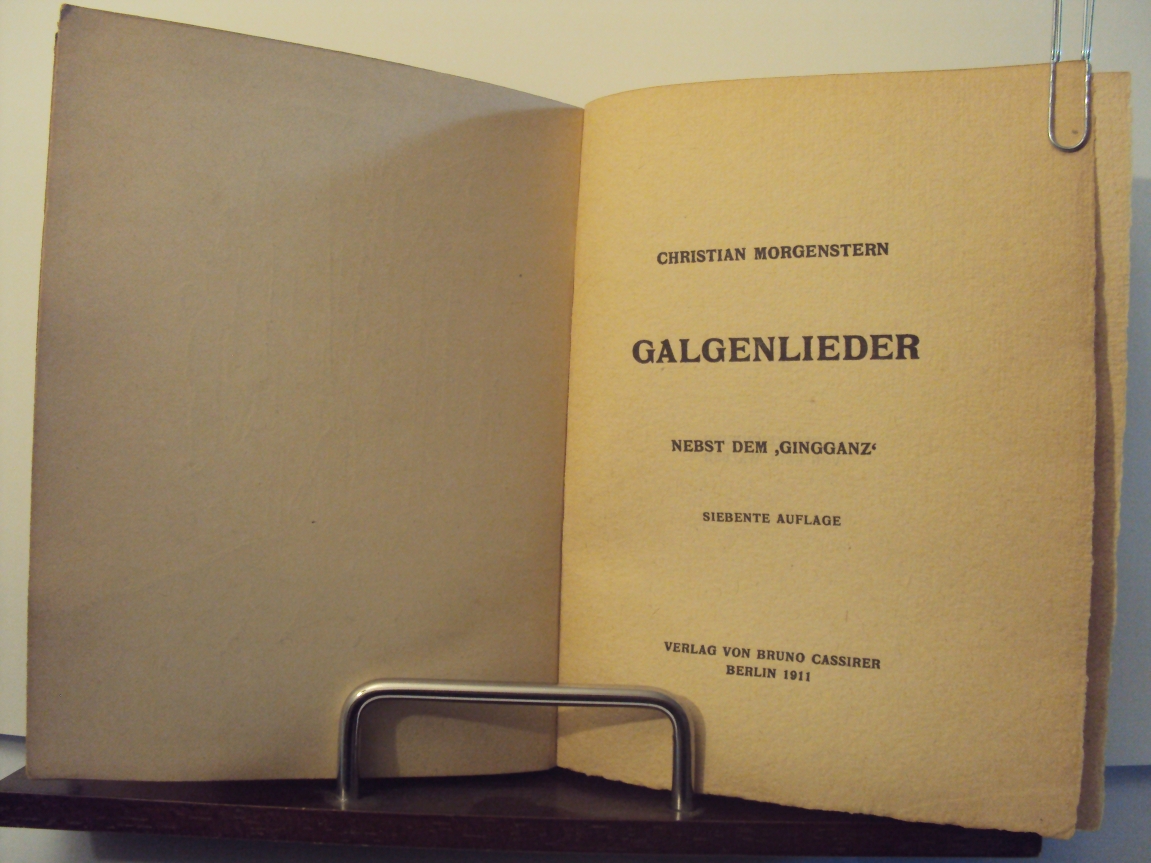 CHRISTIAN MORGENSTERN
GALGENLIEDER
NEBST DEM ‚GINGGANZ‘
SIEBENTE AUFLAGE
VERLAG VON BRUNO CASSIRER
BERLIN 1911